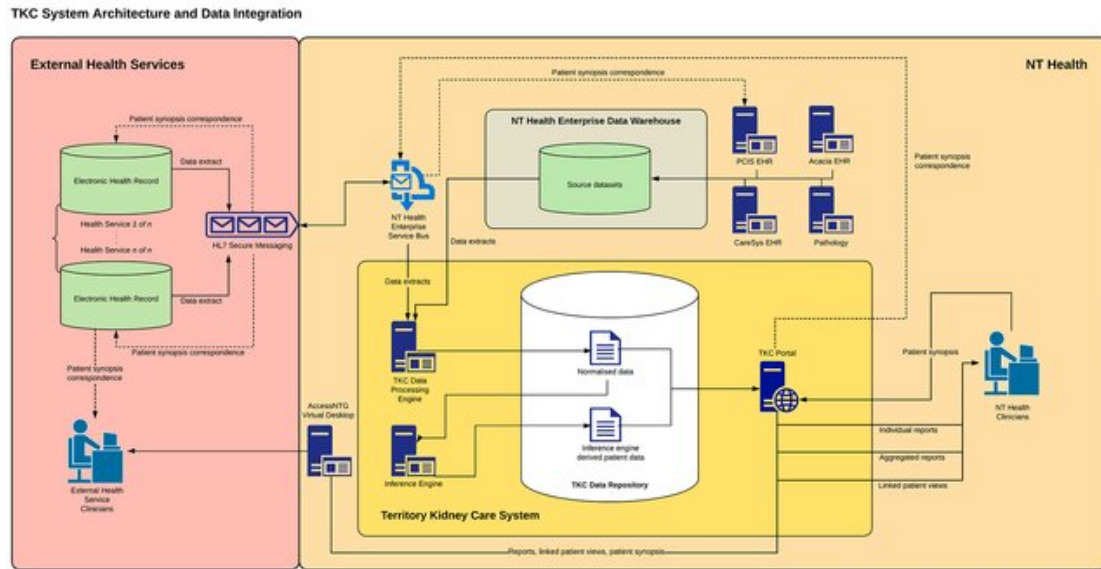 TKC System Architecture and Data Integration
External Health Services
NT Health
Patient synopsis correspondence
Electronic Health Record
Data extract
Health Service 1 of n
Health Service n of n
HL7 Secure Messaging
Electronic Health Record
Data extract
Patient synopsis correspondence
Patient synopsis
correspondence
External Health
Service
Clinicians
Patient synopsis correspondence
NT Health
Enterprise
Service Bus
NT Health Enterprise Data Warehouse
Source datasets
PCIS EHR
Acacia EHR
CareSys EHR
Pathology
Patient synopsis
correspondence
Data extracts
Data extracts
TKC Data
Processing
Engine
Normalised data
Inference engine
derived patient data
TKC Data Repository
Inference Engine
AccessNTG
Virtual Desktop
Territory Kidney Care System
TKC Portal
Patient synopsis
NT Health
Clinicians
Individual reports
Aggregated reports
Linked patient views
Reports, linked patient views, patient synopsis